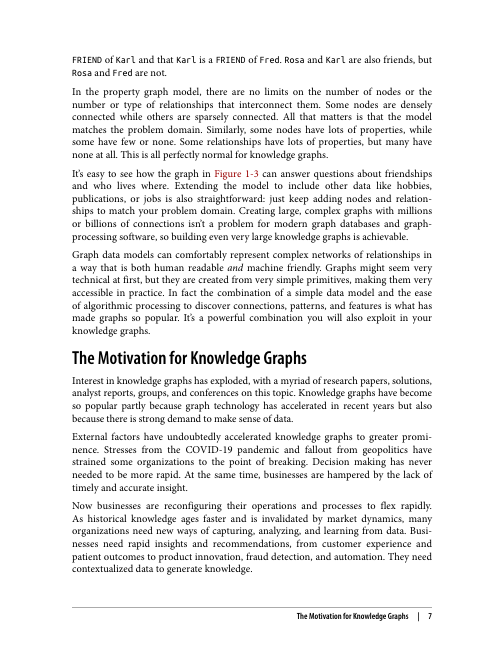 FRIEND of Karl and that Karl is a FRIEND of Fred. Rosa and Karl are also friends, but
Rosa and Fred are not.
In the property graph model, there are no limits on the number of nodes or the
number or type of relationships that interconnect them. Some nodes are densely
connected while others are sparsely connected. All that matters is that the model
matches the problem domain. Similarly, some nodes have lots of properties, while
some have few or none. Some relationships have lots of properties, but many have
none at all. This is all perfectly normal for knowledge graphs.
It's easy to see how the graph in Figure 1-3 can answer questions about friendships
and who lives where. Extending the model to include other data like hobbies,
publications, or jobs is also straightforward; just keep adding nodes and relation-
ships to match your problem domain. Creating large, complex graphs with millions
or billions of connections isn't a problem for modern graph databases and graph-
processing software, so building even very large knowledge graphs is achievable.
Graph data models can comfortably represent complex networks of relationships in
a way that is both human readable and machine friendly. Graphs might seem very
technical at first, but they are created from very simple primitives, making them very
accessible in practice. In fact the combination of a simple data model and the ease
of algorithmic processing to discover connections, patterns, and features is what has
made graphs so popular. It's a powerful combination you will also exploit in your
knowledge graphs.
The Motivation for Knowledge Graphs
Interest in knowledge graphs has exploded, with a myriad of research papers, solutions,
analyst reports, groups, and conferences on this topic. Knowledge graphs have become
so popular partly because graph technology has accelerated in recent years but also
because there is strong demand to make sense of data.
External factors have undoubtedly accelerated knowledge graphs to greater promi-
nence. Stresses from the COVID-19 pandemic and fallout from geopolitics have
strained some organizations to the point of breaking. Decision making has never
needed to be more rapid. At the same time, businesses are hampered by the lack of
timely and accurate insight.
Now businesses are reconfiguring their operations and processes to flex rapidly.
As historical knowledge ages faster and is invalidated by market dynamics, many
organizations need new ways of capturing, analyzing, and learning from data. Busi-
nesses need rapid insights and recommendations, from customer experience and
patient outcomes to product innovation, fraud detection, and automation. They need
contextualized data to generate knowledge.
The Motivation for Knowledge Graphs | 7